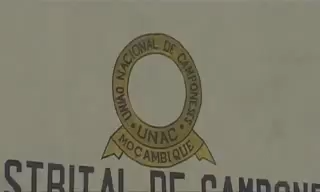 UNIÃO NACIONAL DE CAMPONESES
• UNAC •
MOÇAMBIQUE
STRITAL DE CAMPONE